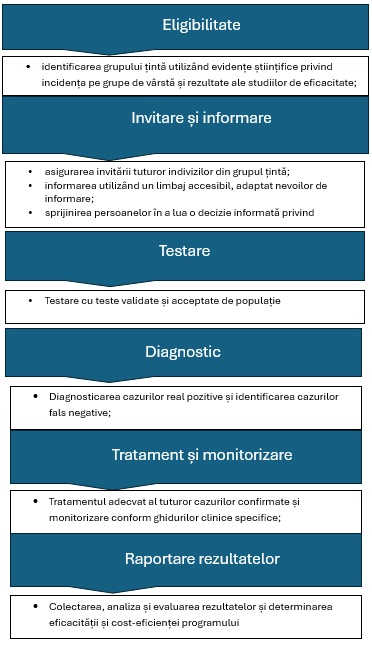 Eligibilitate
• identificarea grupului țintă utilizând evidențe științifice privind
incidența pe grupe de vârstă și rezultate ale studiilor de eficacitate;
Invitare și informare
• asigurarea invitării tuturor indivizilor din grupul țintă;
• informarea utilizând un limbaj accesibil, adaptat nevoilor de
informare;
• sprijinirea persoanelor în a lua o decizie informată privind
Testare
• Testare cu teste validate și acceptate de populație
Diagnostic
• Diagnosticarea cazurilor real pozitive și identificarea cazurilor
fals negative;
Tratament și monitorizare
• Tratamentul adecvat al tuturor cazurilor confirmate și
monitorizare conform ghidurilor clinice specifice;
Raportare rezultatelor
• Colectarea, analiza și evaluarea rezultatelor și determinarea
eficacității și cost-eficienței programului